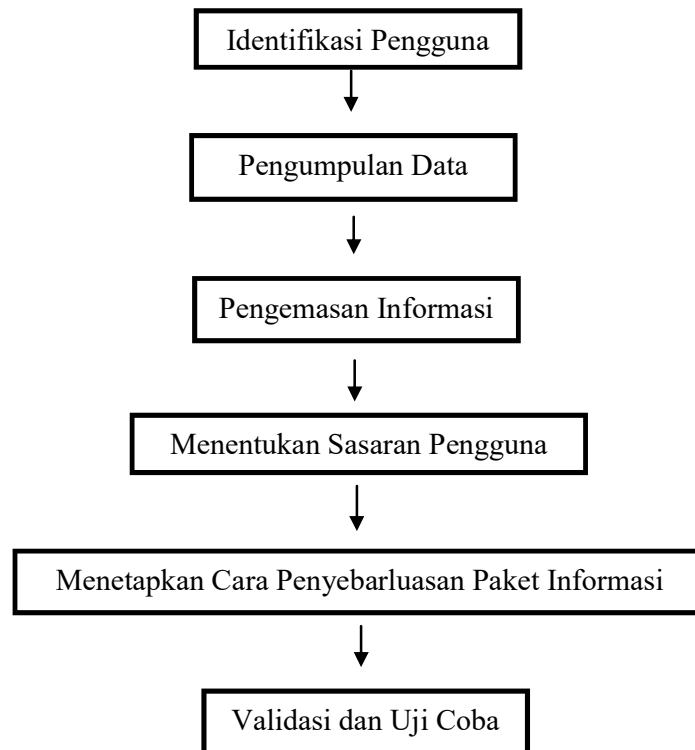 Identifikasi Pengguna
Pengumpulan Data
Pengemasan Informasi
Menentukan Sasaran Pengguna
Menetapkan Cara Penyebarluasan Paket Informasi
Validasi dan Uji Coba